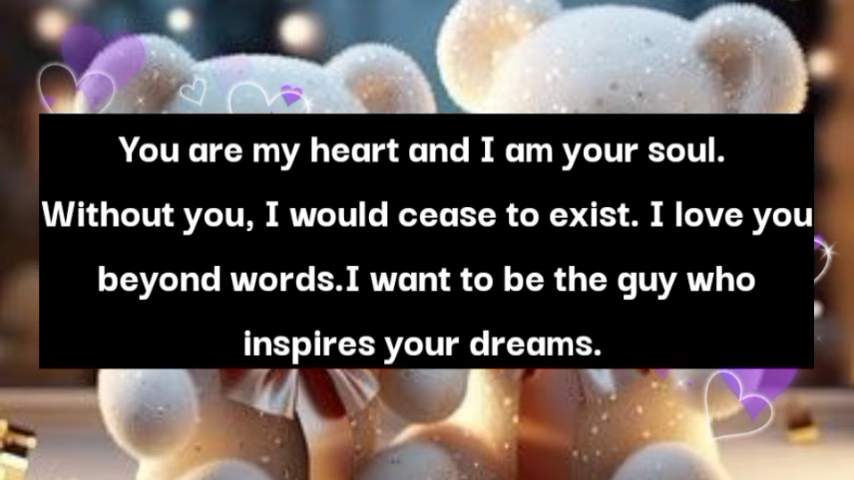 You are my heart and I am your soul.
Without you, I would cease to exist. I love you
beyond words.I want to be the guy who
inspires your dreams.